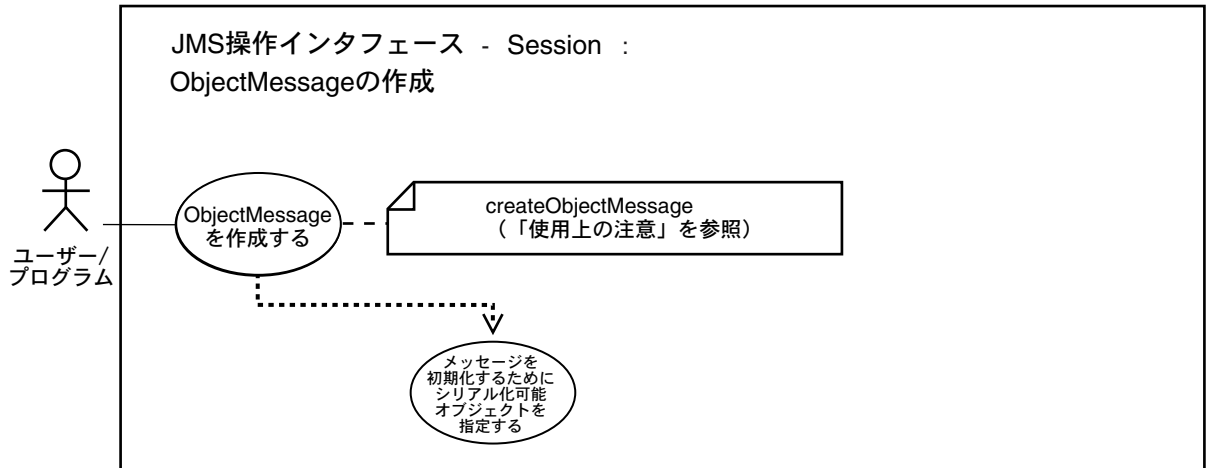 JMS操作インタフェース - Session :
ObjectMessageの作成
ObjectMessage
を作成する
createObjectMessage
(「使用上の注意」を参照)
ユーザー/
プログラム
メッセージを
初期化するために
シリアル化可能
オブジェクトを
指定する